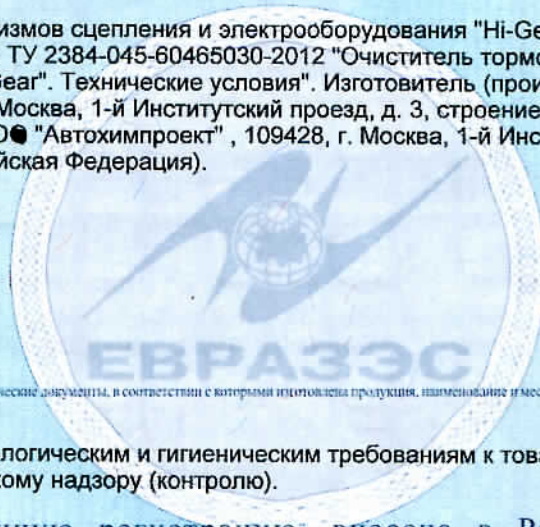 измов сцепления и электрооборудования "Hi-Ge
ТУ 2384-045-60465030-2012 "Очиститель тормо
Gear". Технические условия". Изготовитель (прои
Москва, 1-й Институтский проезд, д. 3, строение
"Автохимпроект" , 109428, г. Москва, 1-й Инс
йская Федерация).
ЕВРАЗЭС
ческие документы, в соответствии с которыми изготовлена продукция, наименование и мес
ологическим и гигиеническим требованиям к това
кому надзору (контролю).